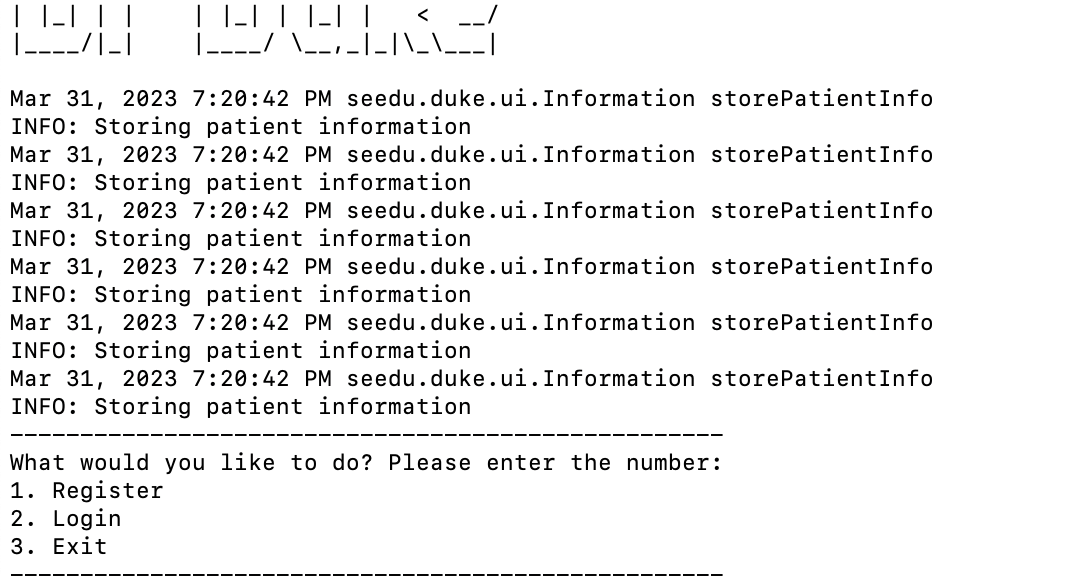 | |_| | |    | |_| | |_| |   <  __/
|____/|_|    |____/ \__,_|_|\_\___|
Mar 31, 2023 7:20:42 PM seedu.duke.ui.Information storePatientInfo
INFO: Storing patient information
Mar 31, 2023 7:20:42 PM seedu.duke.ui.Information storePatientInfo
INFO: Storing patient information
Mar 31, 2023 7:20:42 PM seedu.duke.ui.Information storePatientInfo
INFO: Storing patient information
Mar 31, 2023 7:20:42 PM seedu.duke.ui.Information storePatientInfo
INFO: Storing patient information
Mar 31, 2023 7:20:42 PM seedu.duke.ui.Information storePatientInfo
INFO: Storing patient information
Mar 31, 2023 7:20:42 PM seedu.duke.ui.Information storePatientInfo
INFO: Storing patient information
___________________________________________________
What would you like to do? Please enter the number:
1. Register
2. Login
3. Exit
___________________________________________________